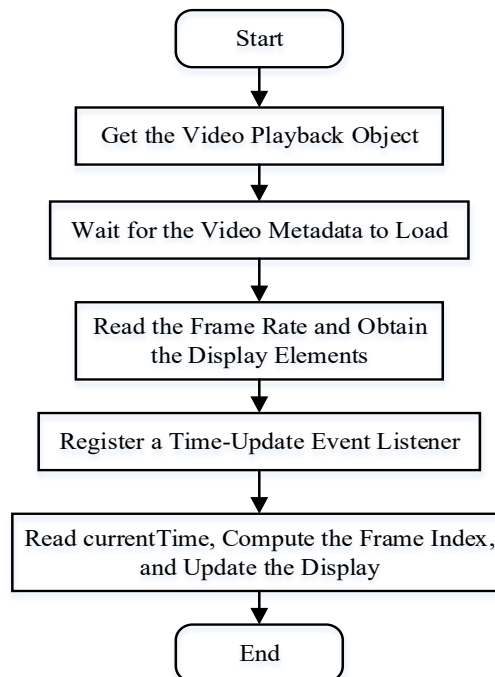 Start
Get the Video Playback Object
Wait for the Video Metadata to Load
Read the Frame Rate and Obtain
the Display Elements
Register a Time-Update Event Listener
Read currentTime, Compute the Frame Index,
and Update the Display
End